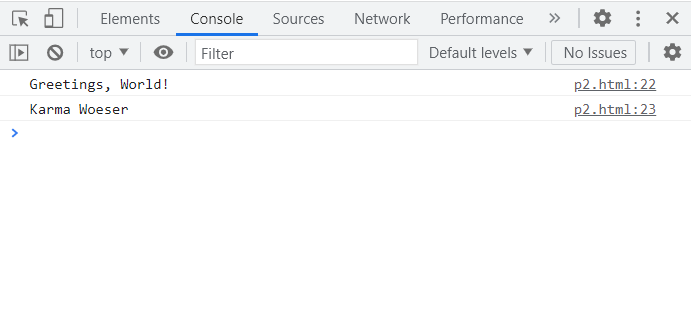 Elements Console Sources Network Performance »
top ▼ Filter Default levels ▼ No Issues
Greetings, World! p2.html:22
Karma Woeser p2.html:23
>